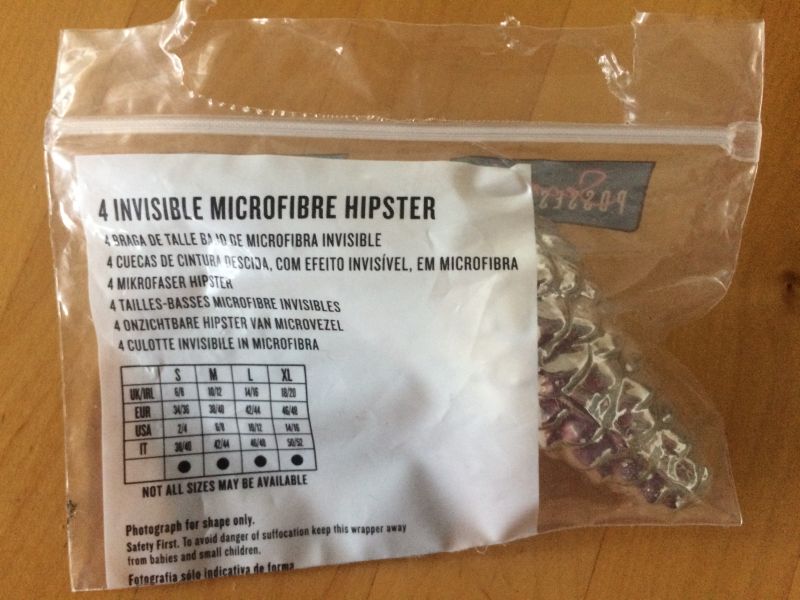 4 INVISIBLE MICROFIBRE HIPSTER
4 BRAGA DE TALLE BAJO DE MICROFIBRA INVISIBLE
4 CUECAS DE CINTURA DESCIDA, COM EFEITO INVISÍVEL, EM MICROFIBRA
4 MIKROFASER HIPSTER
4 TAILLES-BASSES MICROFIBRE INVISIBLES
4 ONZICHTBARE HIPSTER VAN MICROVEZEL
4 CULOTTE INVISIBILE IN MICROFIBRA
S M L XL
UK/IRL 6/8 10/12 14/16 18/20
EUR 34/36 38/40 42/44 46/48
USA 2/4 6/8 10/12 14/16
IT 38/40 42/44 46/48 50/52
NOT ALL SIZES MAY BE AVAILABLE
Photograph for shape only.
Safety First. To avoid danger of suffocation keep this wrapper away
from babies and small children.
Fotografía sólo indicativa de forma